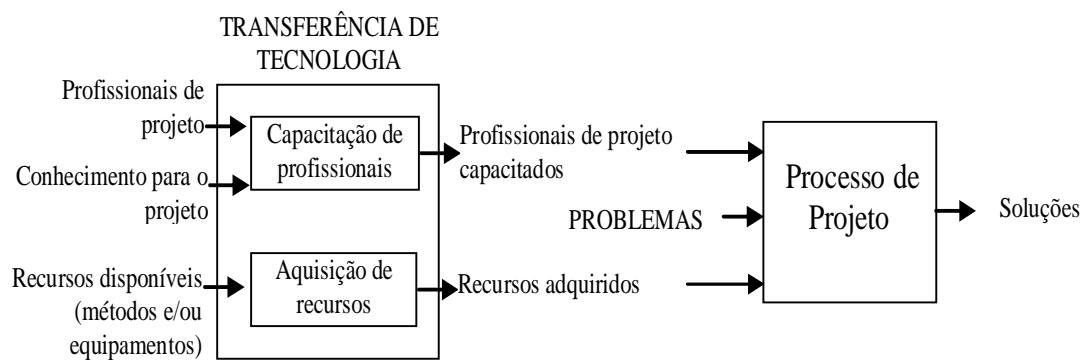 TRANSFERÊNCIA DE
TECNOLOGIA
Profissionais de
projeto
Conhecimento para o
projeto
Capacitação de
profissionais
Profissionais de projeto
capacitados
PROBLEMAS
Processo de
Projeto
Soluções
Recursos disponíveis
(métodos e/ou
equipamentos)
Aquisição de
recursos
Recursos adquiridos